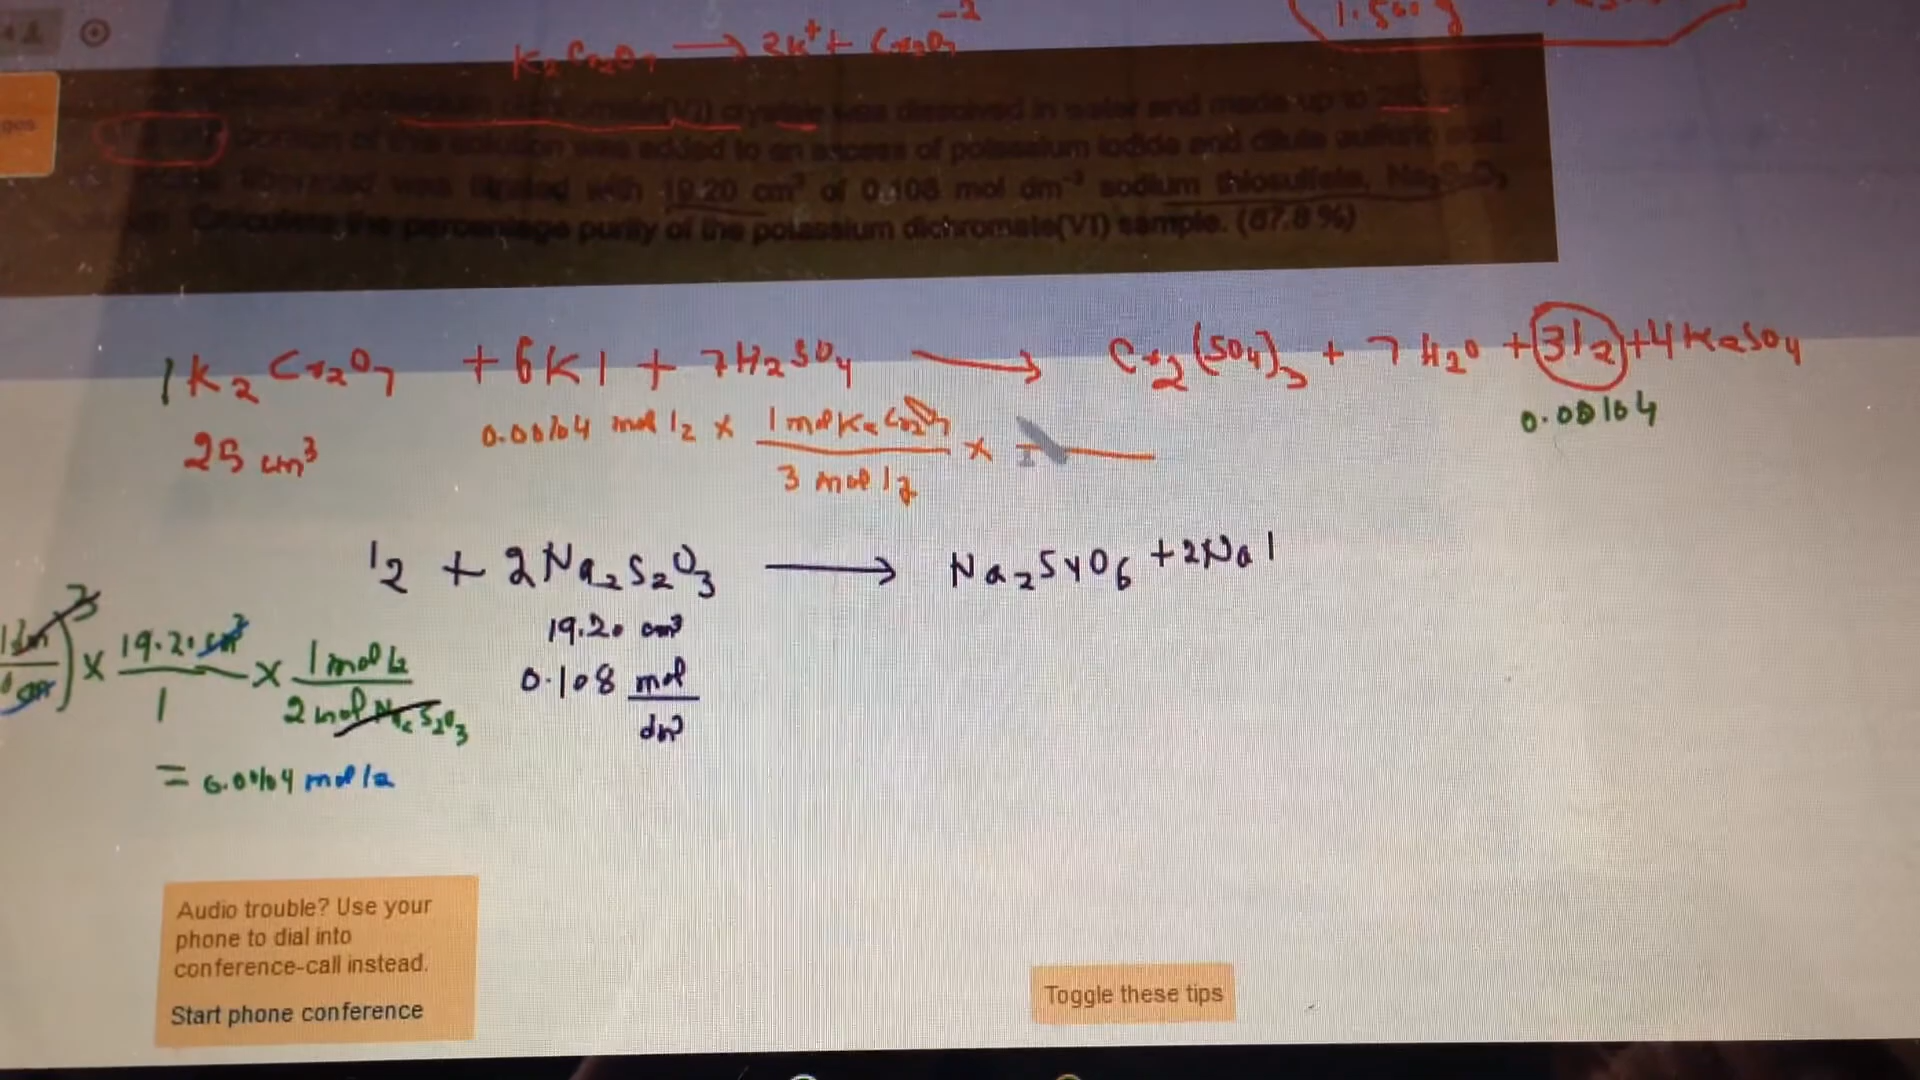 K₂Cr₂O₇ → 2K⁺ + Cr₂O₇⁻²
1.500 g
potassium dichromate(VI) crystals was dissolved in water and made up to
portion of this solution was added to an excess of potassium iodide and dilute sulfuric acid.
liberated was titrated with 19.20 cm³ of 0.108 mol dm⁻³ sodium thiosulfate, Na₂S₂O₃
Calculate the percentage purity of the potassium dichromate(VI) sample. (87.8 %)
1K₂Cr₂O₇ + 6KI + 7H₂SO₄ → Cr₂(SO₄)₃ + 7H₂O + 3I₂ + 4K₂SO₄
25 cm³
0.00104 mol I₂ × 1 mol K₂Cr₂O₇ / 3 mol I₂ ×
0.00104
I₂ + 2Na₂S₂O₃ → Na₂S₄O₆ + 2NaI
19.20 cm³
0.108 mol / dm³
× 19.20 cm³ / 1 × 1 mol I₂ / 2 mol Na₂S₂O₃
= 0.00104 mol I₂
Audio trouble? Use your
phone to dial into
conference-call instead.
Start phone conference
Toggle these tips